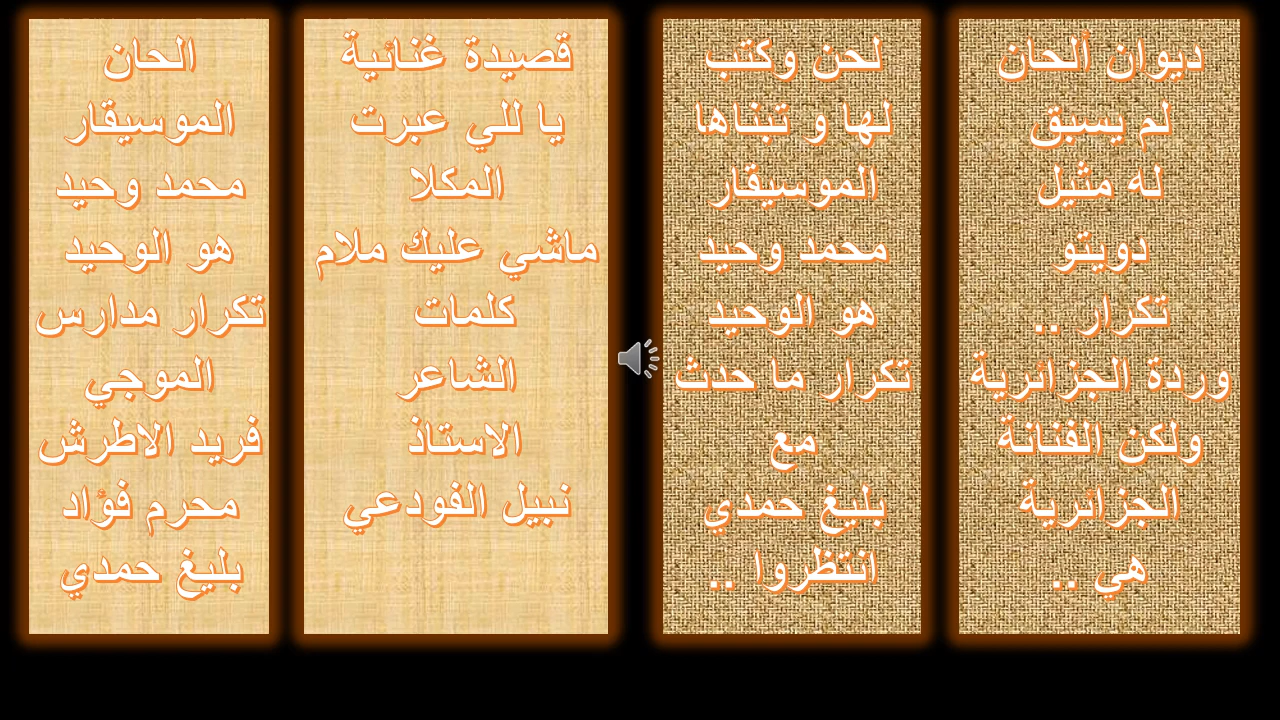 ديوان ألحان
لم يسبق
له مثيل
دويتو
تكرار ..
وردة الجزائرية
ولكن الفنانة
الجزائرية
هي ..
لحن وكتب
لها و تبناها
الموسيقار
محمد وحيد
هو الوحيد
تكرار ما حدث
مع
بليغ حمدي
انتظروا ..
قصيدة غنائية
يا للي عبرت
المكلا
ماشي عليك ملام
كلمات
الشاعر
الاستاذ
نبيل الفودعي
الحان
الموسيقار
محمد وحيد
هو الوحيد
تكرار مدارس
الموجي
فريد الاطرش
محرم فؤاد
بليغ حمدي